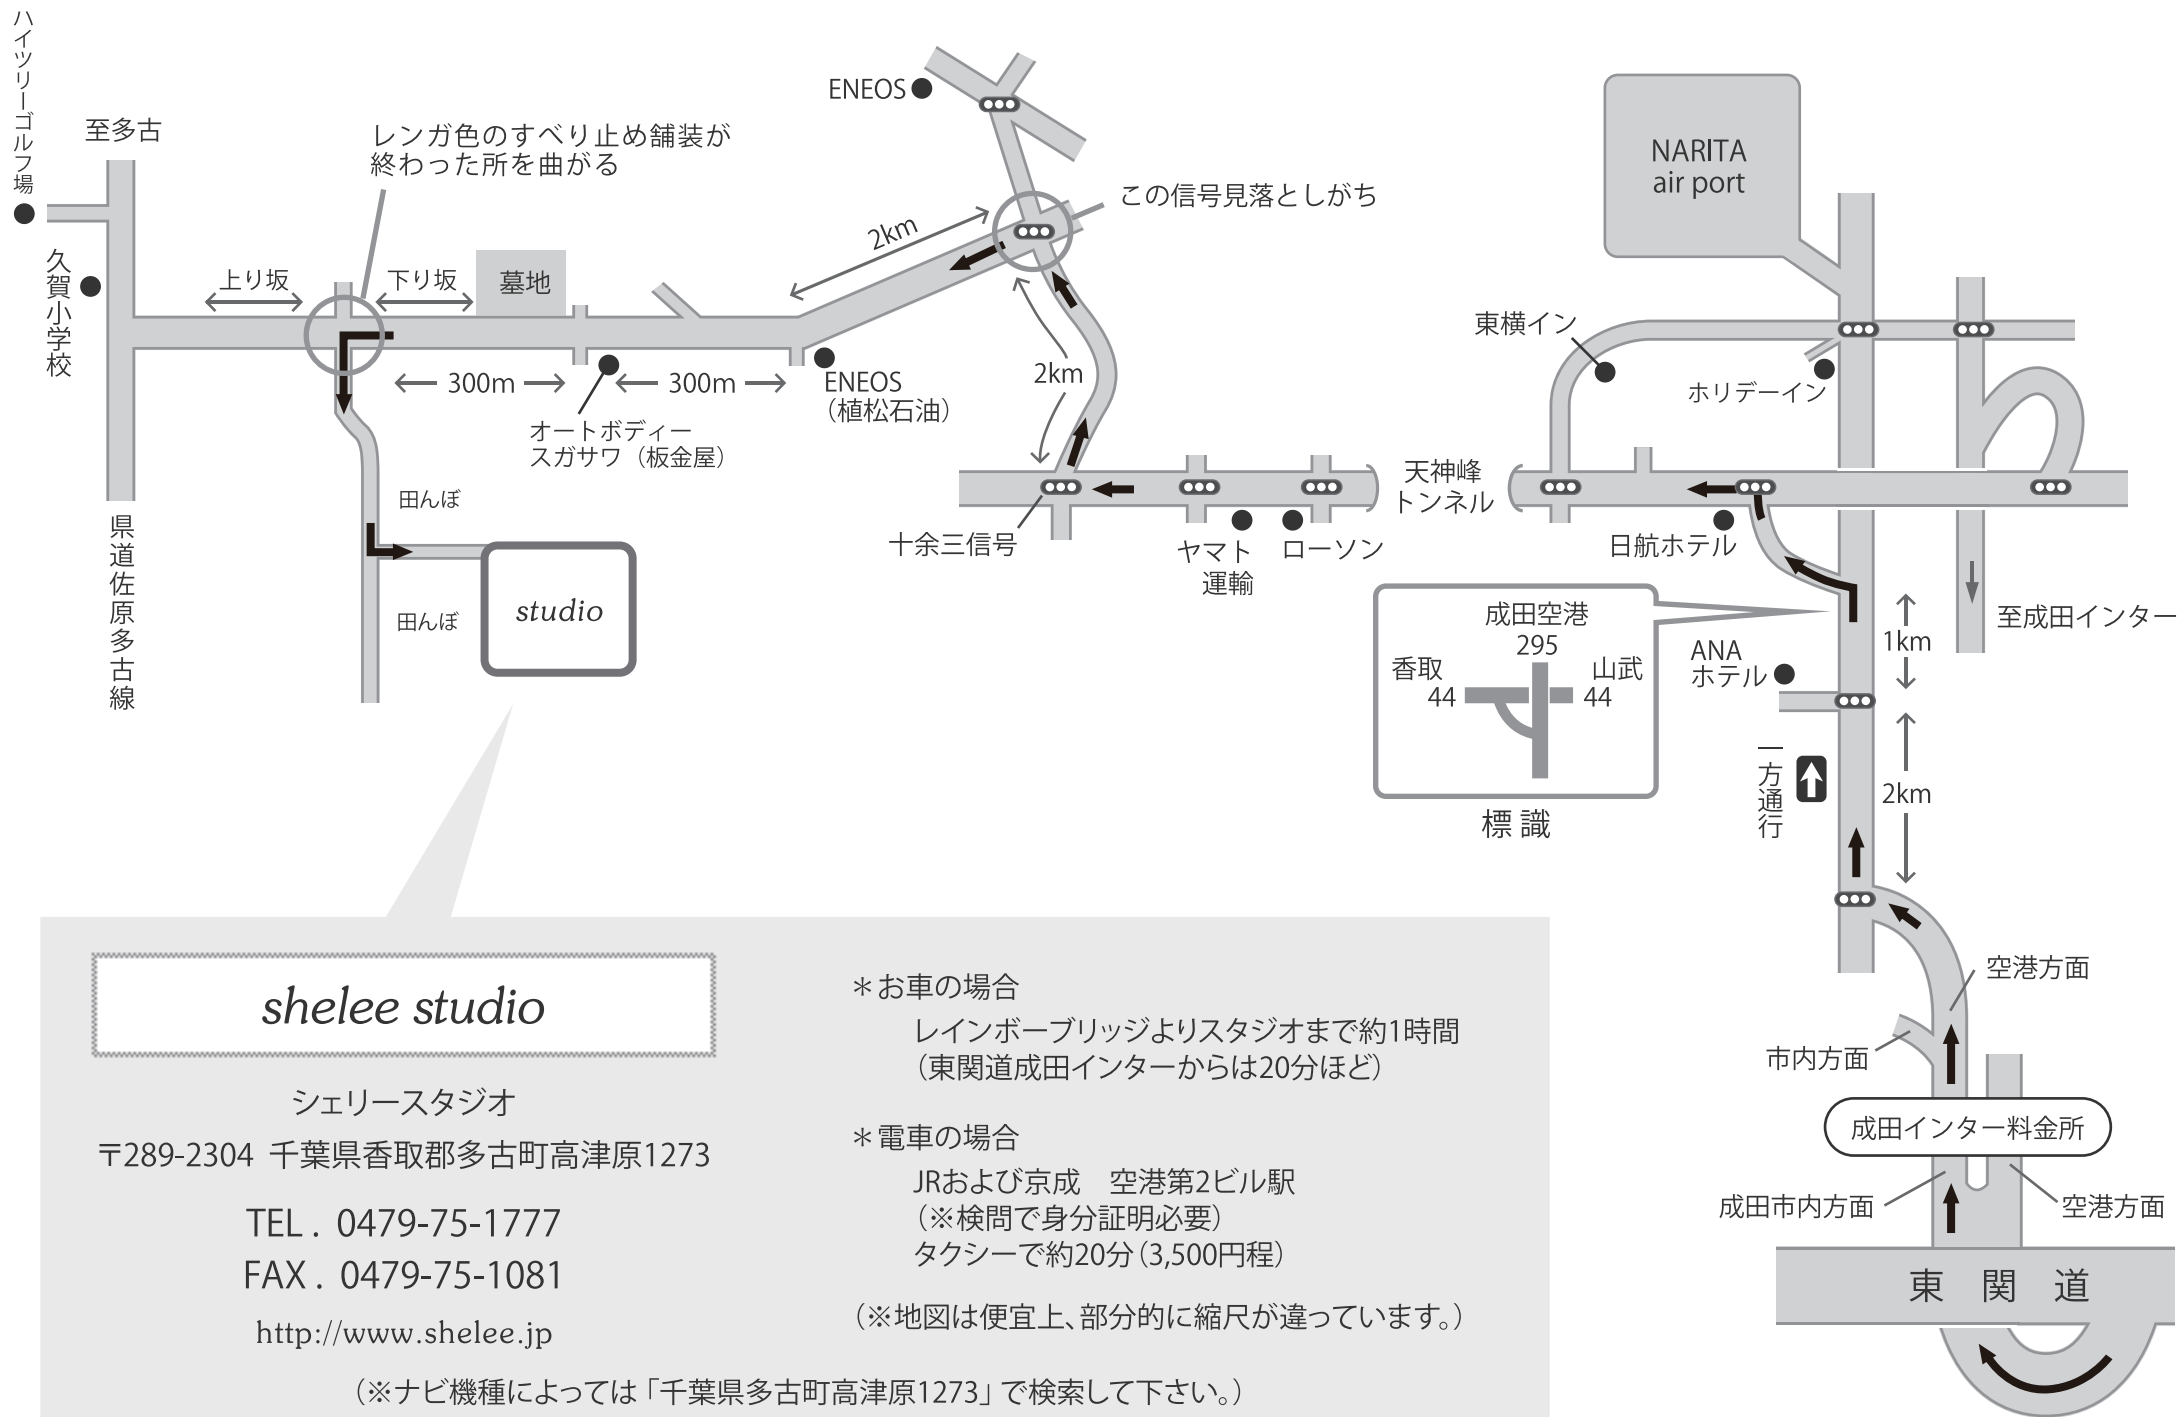 ハイツリーゴルフ場
至多古
久賀小学校
県道佐原多古線
レンガ色のすべり止め舗装が
終わった所を曲がる
上り坂
下り坂
墓地
300m
300m
オートボディー
スガサワ（板金屋）
ENEOS
（植松石油）
田んぼ
田んぼ
studio
ENEOS
この信号見落としがち
2km
2km
十余三信号
ヤマト
運輸
ローソン
天神峰
トンネル
NARITA
air port
東横イン
ホリデーイン
日航ホテル
至成田インター
成田空港
295
香取
44
山武
44
標識
ANA
ホテル
1km
2km
一方通行
空港方面
市内方面
成田インター料金所
成田市内方面
空港方面
東関道
shelee studio
シェリースタジオ
〒289-2304 千葉県香取郡多古町高津原1273
TEL . 0479-75-1777
FAX . 0479-75-1081
http://www.shelee.jp
＊お車の場合
レインボーブリッジよりスタジオまで約1時間
（東関道成田インターからは20分ほど）
＊電車の場合
JRおよび京成　空港第2ビル駅
（※検問で身分証明必要）
タクシーで約20分（3,500円程）
（※地図は便宜上、部分的に縮尺が違っています。）
（※ナビ機種によっては「千葉県多古町高津原1273」で検索して下さい。）